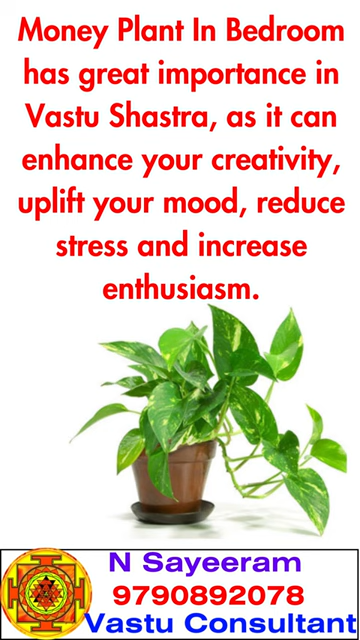 Money Plant In Bedroom
has great importance in
Vastu Shastra, as it can
enhance your creativity,
uplift your mood, reduce
stress and increase
enthusiasm.
N Sayeeram
9790892078
Vastu Consultant